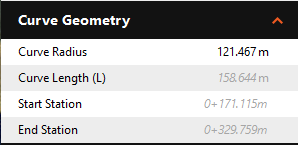 Curve Geometry
Curve Radius 121.467 m
Curve Length (L) 158.644 m
Start Station 0+171.115m
End Station 0+329.759m